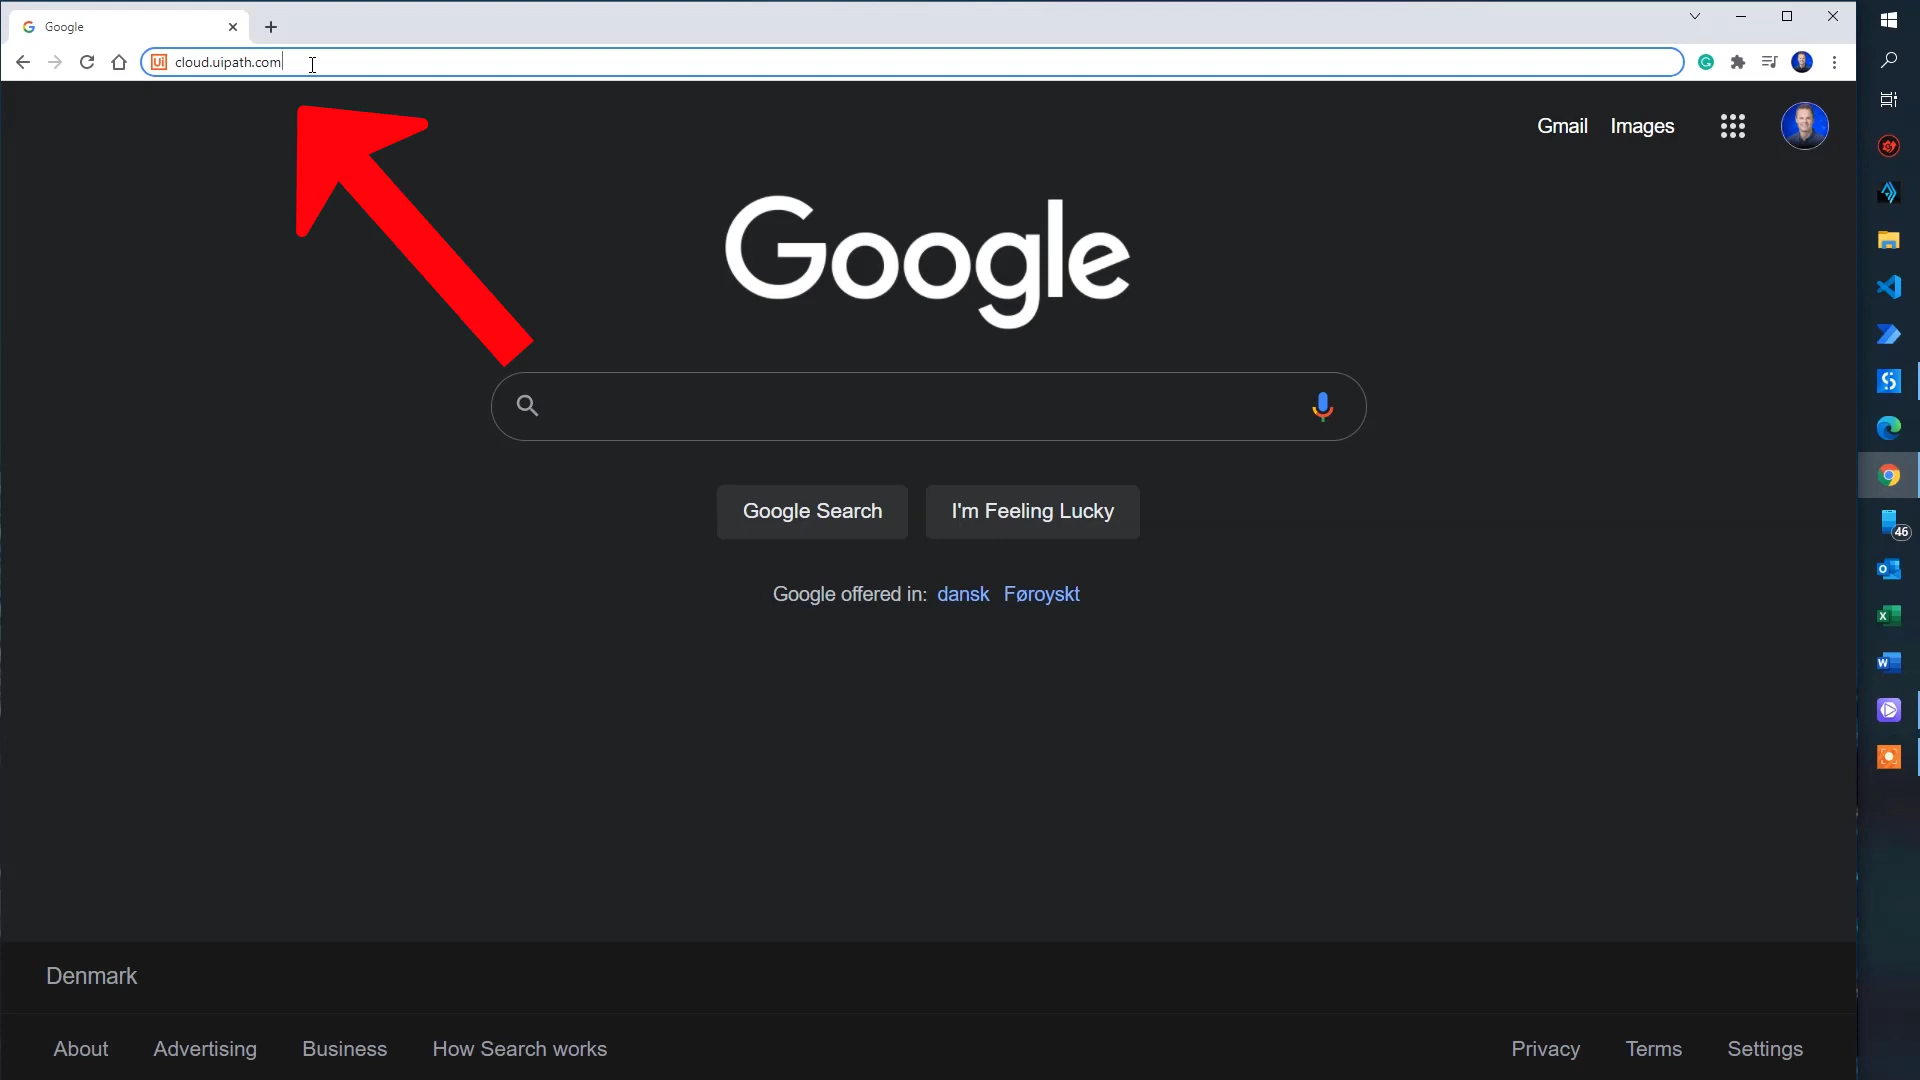 Google
cloud.uipath.com
Gmail Images
Google
Google Search I'm Feeling Lucky
Google offered in: dansk Føroyskt
46
Denmark
About Advertising Business How Search works Privacy Terms Settings